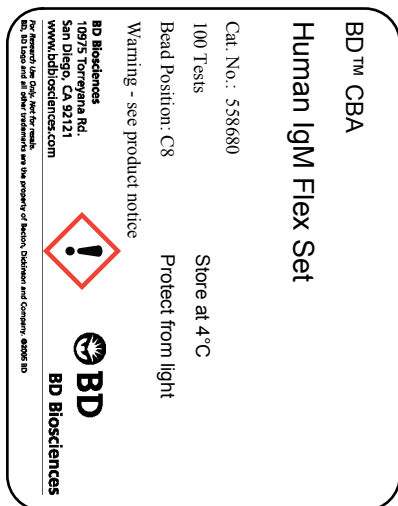 BD™ CBA
Human IgM Flex Set
Cat. No.: 558680
100 Tests
Store at 4°C
Bead Position: C8
Protect from light
Warning - see product notice
BD Biosciences
10975 Torreyana Rd.
San Diego, CA 92121
www.bdbiosciences.com
BD
BD Biosciences
For Research Use Only. Not for resale.
BD, BD Logo and all other trademarks are the property of Becton, Dickinson and Company. ©2005 BD